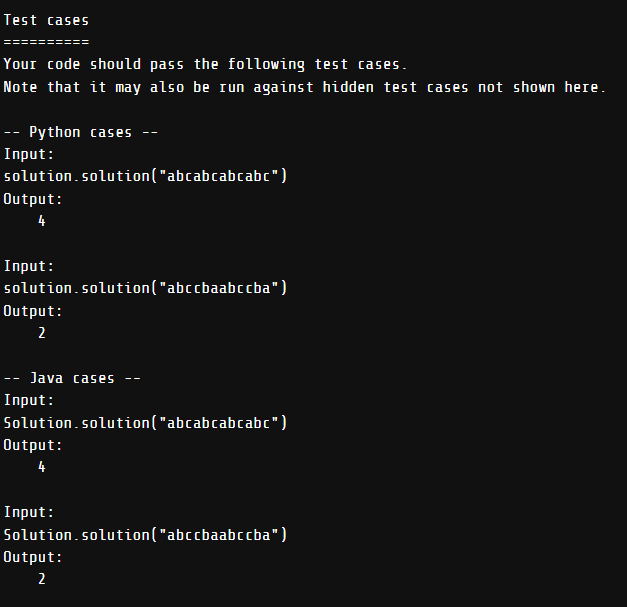 Test cases
==========
Your code should pass the following test cases.
Note that it may also be run against hidden test cases not shown here.
-- Python cases --
Input:
solution.solution("abcabcabcabc")
Output:
4
Input:
solution.solution("abccbaabccba")
Output:
2
-- Java cases --
Input:
Solution.solution("abcabcabcabc")
Output:
4
Input:
Solution.solution("abccbaabccba")
Output:
2